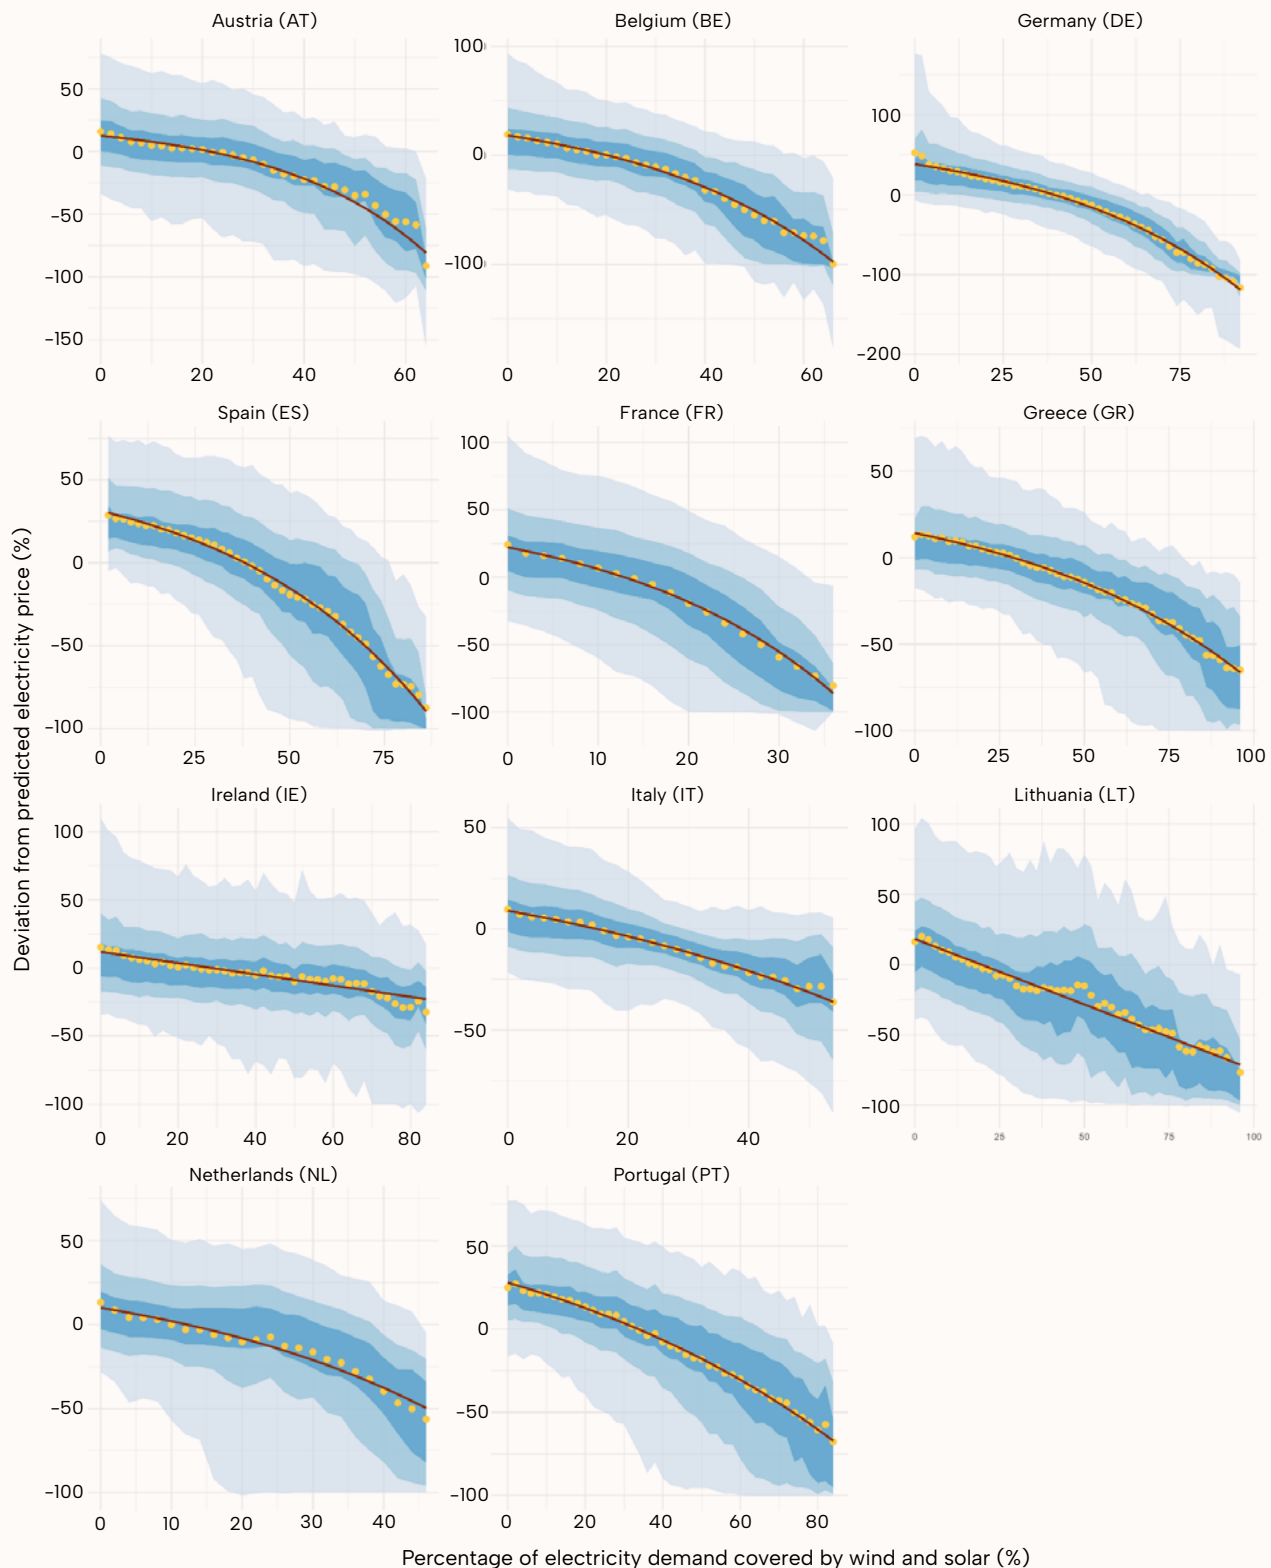 Austria (AT)
Belgium (BE)
Germany (DE)
50
0
-50
-100
-150
0 20 40 60
100
0
-100
0 20 40 60
100
0
-100
-200
0 25 50 75
Spain (ES)
France (FR)
Greece (GR)
50
0
-50
-100
0 25 50 75
100
50
0
-50
-100
0 10 20 30
50
0
-50
-100
0 25 50 75 100
Deviation from predicted electricity price (%)
Ireland (IE)
Italy (IT)
Lithuania (LT)
100
50
0
-50
-100
0 20 40 60 80
50
0
-50
0 20 40
100
50
0
-50
-100
0 25 50 75 100
Netherlands (NL)
Portugal (PT)
50
0
-50
-100
0 10 20 30 40
50
0
-50
-100
0 20 40 60 80
Percentage of electricity demand covered by wind and solar (%)